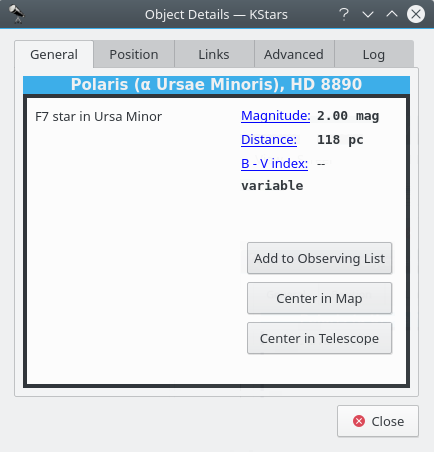 Object Details — KStars
General Position Links Advanced Log
Polaris (α Ursae Minoris), HD 8890
F7 star in Ursa Minor
Magnitude: 2.00 mag
Distance: 118 pc
B - V index: --
variable
Add to Observing List
Center in Map
Center in Telescope
Close